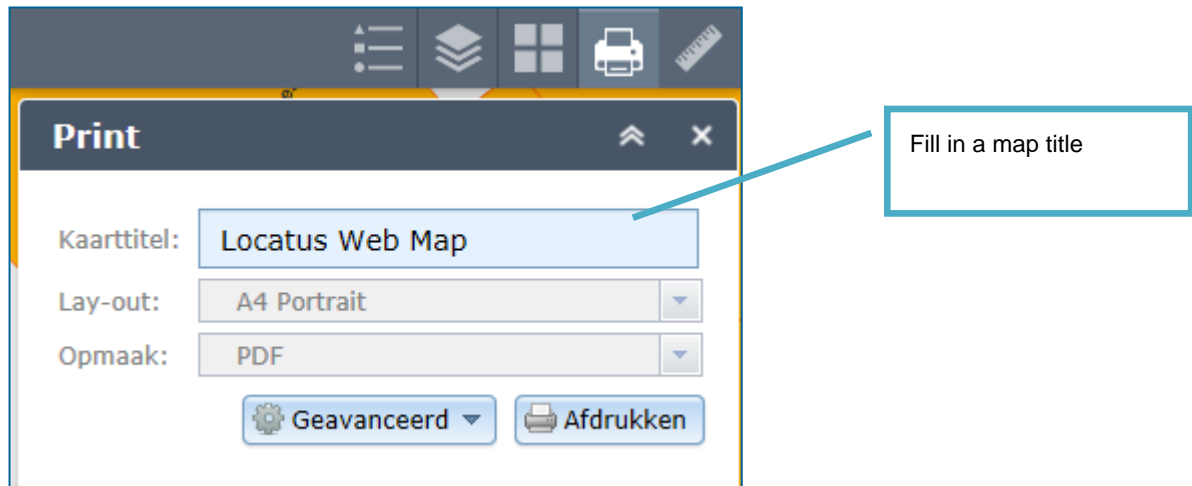 Print
Fill in a map title
Kaarttitel: Locatus Web Map
Lay-out: A4 Portrait
Opmaak: PDF
Geavanceerd Afdrukken